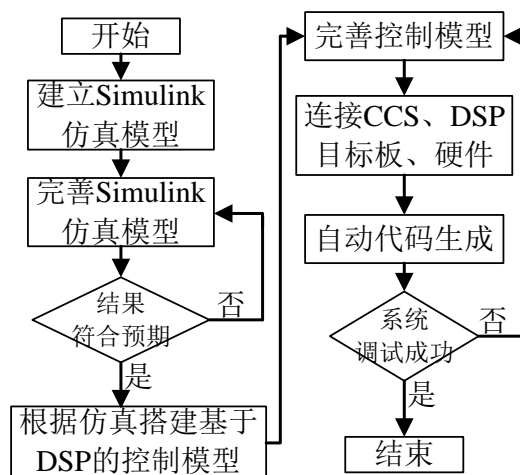 开始
建立Simulink
仿真模型
完善Simulink
仿真模型
结果
符合预期
否
是
根据仿真搭建基于
DSP的控制模型
完善控制模型
连接CCS、DSP
目标板、硬件
自动代码生成
系统
调试成功
否
是
结束